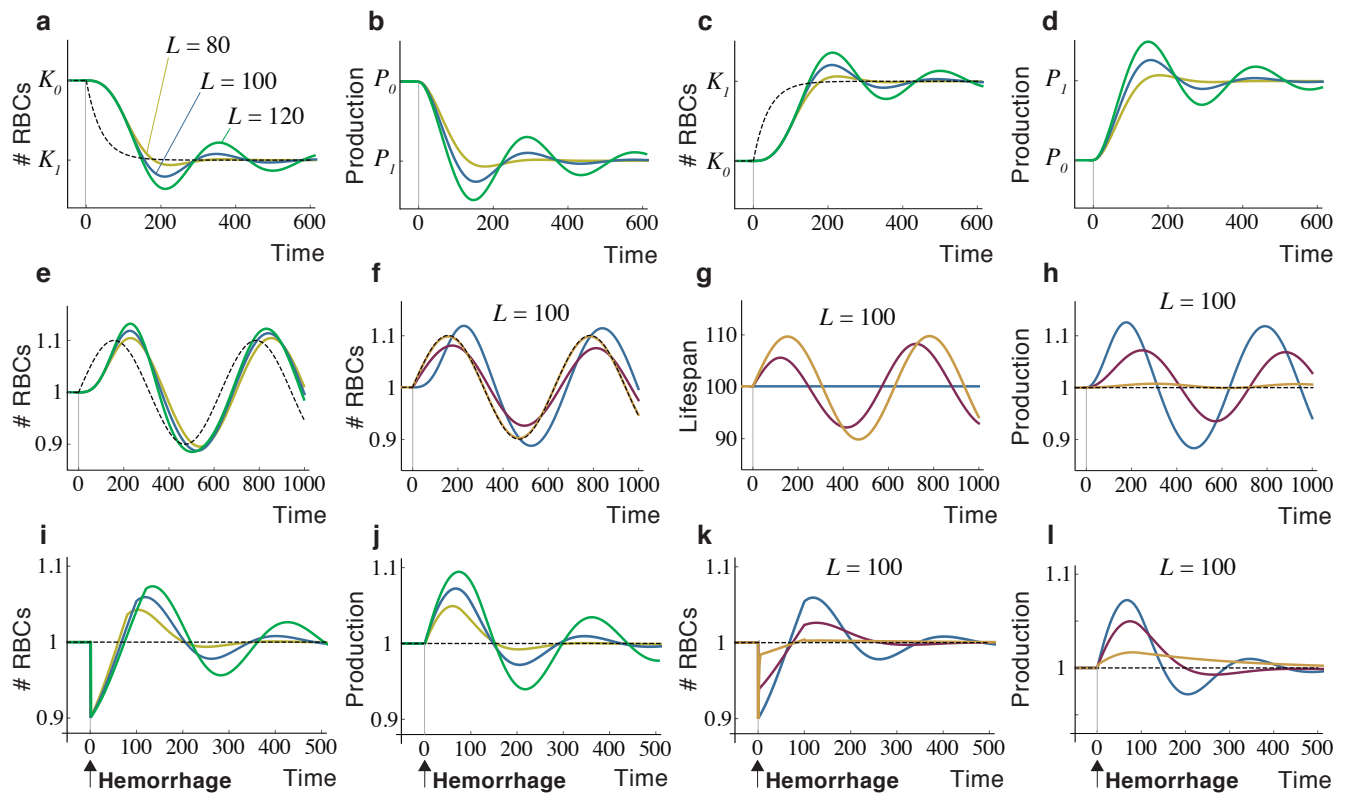 a
# RBCs
K0
K1
L = 80
L = 100
L = 120
0 200 400 600
Time
b
Production
P0
P1
0 200 400 600
Time
c
# RBCs
K1
K0
0 200 400 600
Time
d
Production
P1
P0
0 200 400 600
Time
e
# RBCs
1.1
1
0.9
0 200 400 600 800 1000
Time
f
L = 100
# RBCs
1.1
1
0.9
0 200 400 600 800 1000
Time
g
L = 100
Lifespan
110
100
90
0 200 400 600 800 1000
Time
h
L = 100
Production
1.1
1
0.9
0 200 400 600 800 1000
Time
i
# RBCs
1.1
1
0.9
0 100 200 300 400 500
Hemorrhage Time
j
Production
1.1
1
0.9
0 100 200 300 400 500
Hemorrhage Time
k
L = 100
# RBCs
1.1
1
0.9
0 100 200 300 400 500
Hemorrhage Time
l
L = 100
Production
1.1
1
0 100 200 300 400 500
Hemorrhage Time